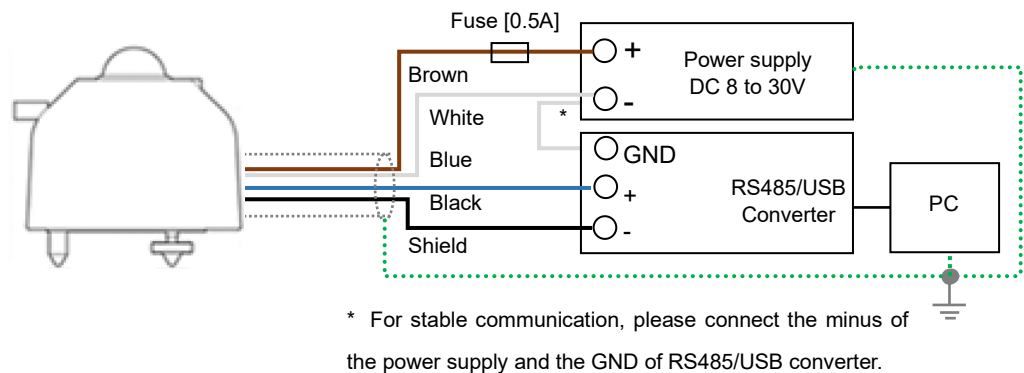 Fuse [0.5A]
+
Power supply
DC 8 to 30V
Brown
-
*
White
GND
Blue
+
RS485/USB
Converter
PC
Black
-
Shield
* For stable communication, please connect the minus of
the power supply and the GND of RS485/USB converter.